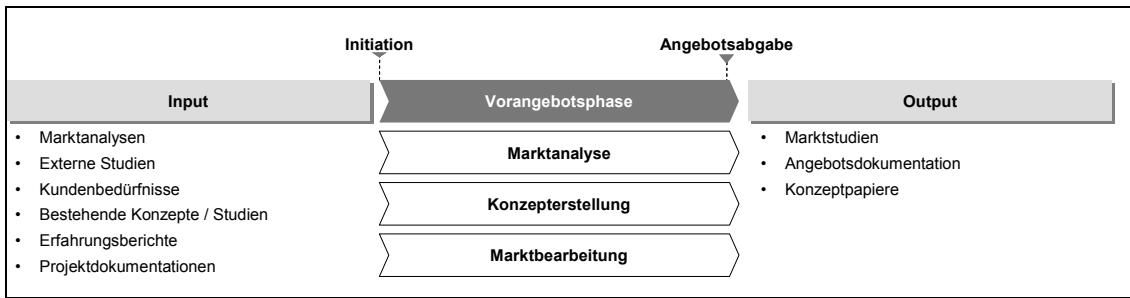 Initiation
Angebotsabgabe
Input
Vorangebotsphase
Output
• Marktanalysen
• Externe Studien
• Kundenbedürfnisse
• Bestehende Konzepte / Studien
• Erfahrungsberichte
• Projektdokumentationen
Marktanalyse
Konzepterstellung
Marktbearbeitung
• Marktstudien
• Angebotsdokumentation
• Konzeptpapiere